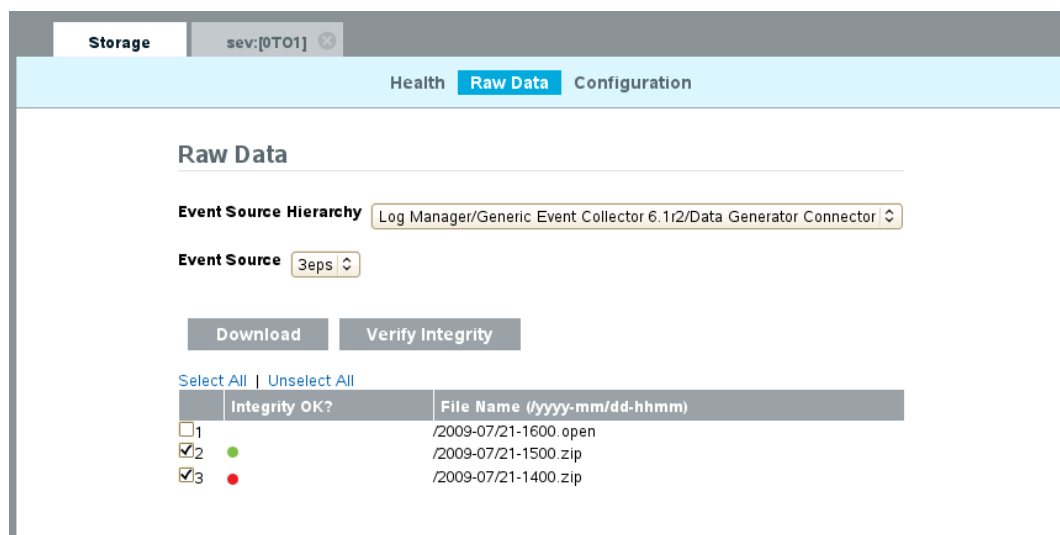 Storage sev:[0TO1]
Health Raw Data Configuration
Raw Data
Event Source Hierarchy Log Manager/Generic Event Collector 6.1r2/Data Generator Connector
Event Source 3eps
Download Verify Integrity
Select All | Unselect All
Integrity OK? File Name (/yyyy-mm/dd-hhmm)
1 /2009-07/21-1600.open
2 /2009-07/21-1500.zip
3 /2009-07/21-1400.zip